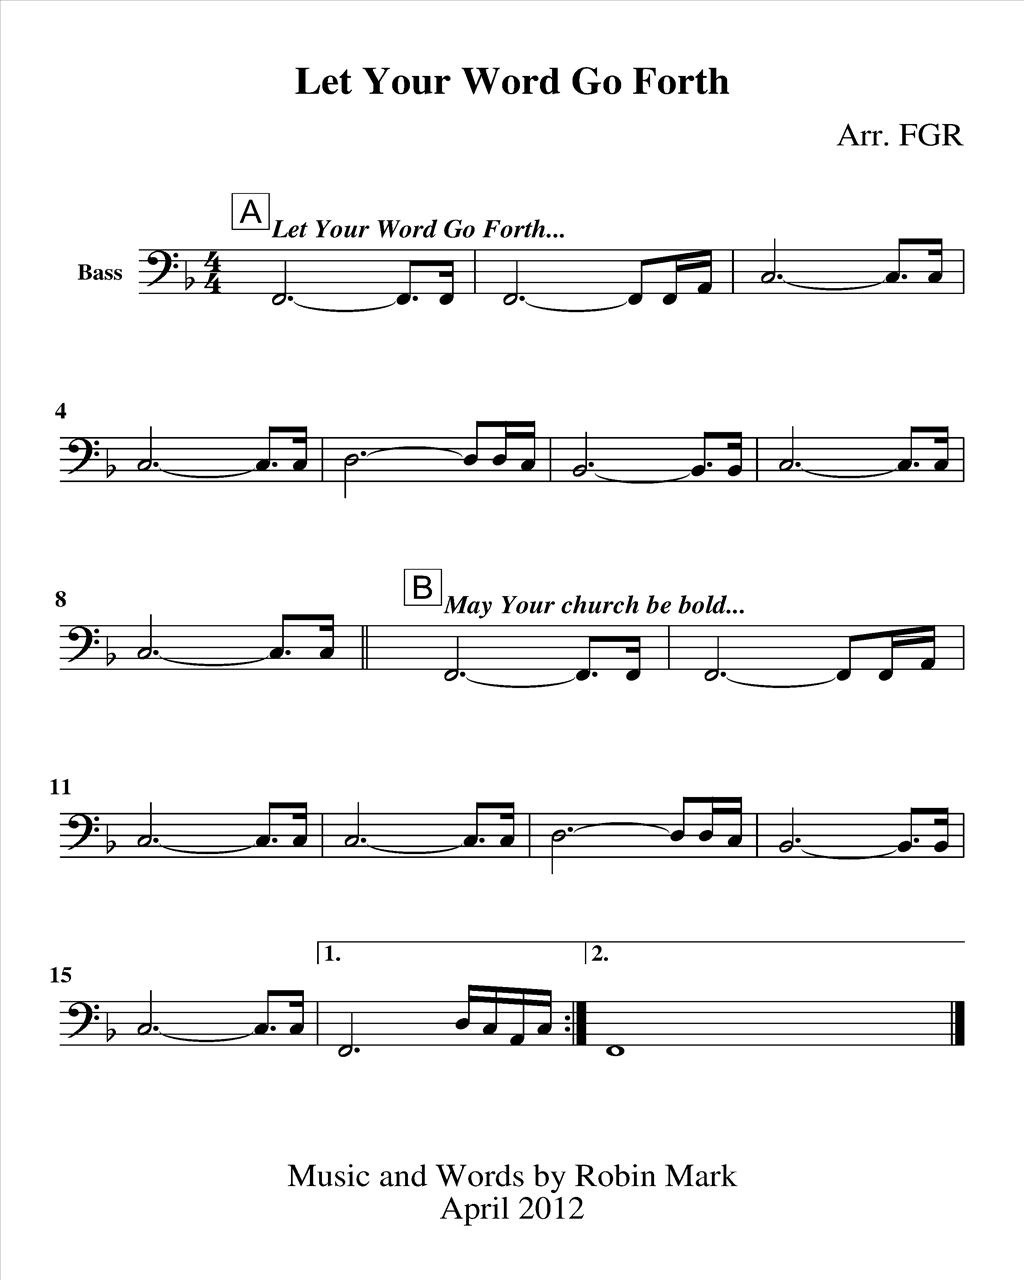 Let Your Word Go Forth
Arr. FGR
A
Let Your Word Go Forth...
Bass
4
4
4
8
B
May Your church be bold...
11
1.
2.
15
Music and Words by Robin Mark
April 2012